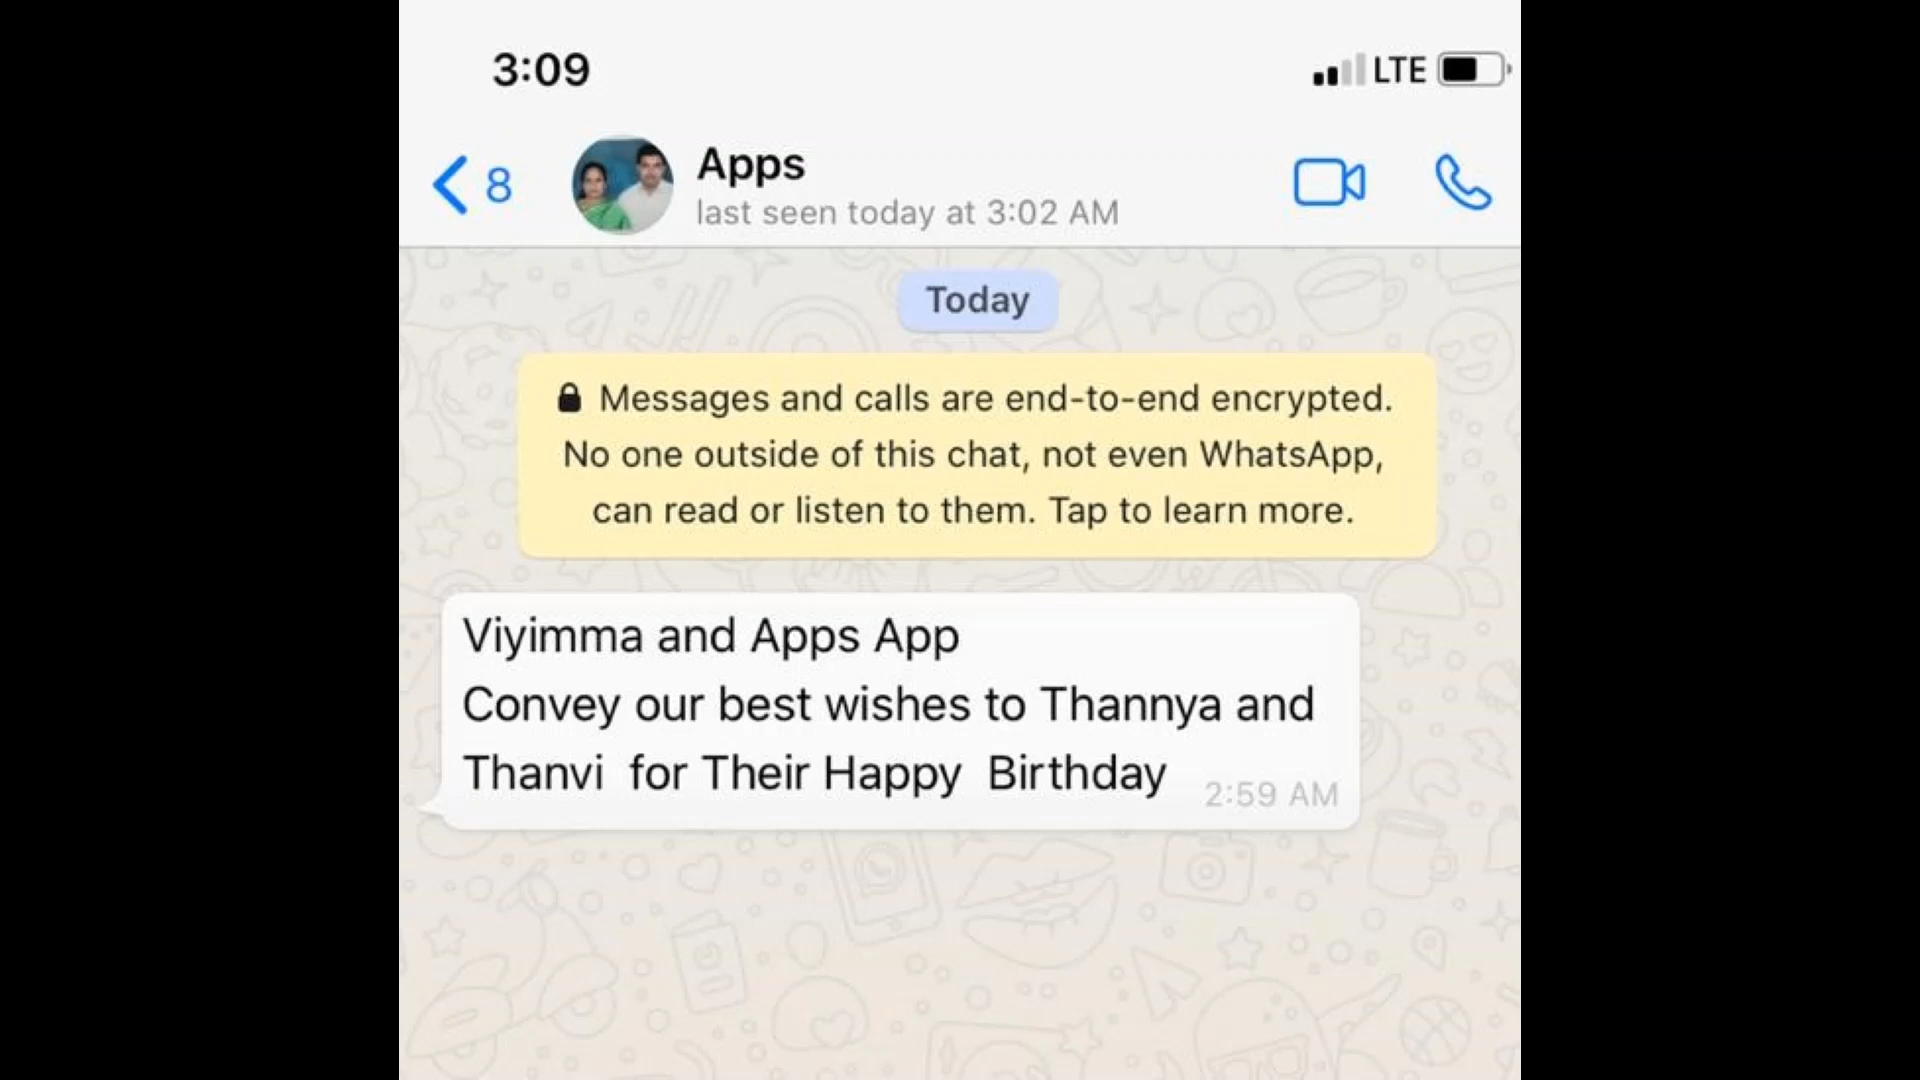 3:09
LTE
8
Apps
last seen today at 3:02 AM
Today
Messages and calls are end-to-end encrypted.
No one outside of this chat, not even WhatsApp,
can read or listen to them. Tap to learn more.
Viyimma and Apps App
Convey our best wishes to Thannya and
Thanvi  for Their Happy  Birthday
2:59 AM